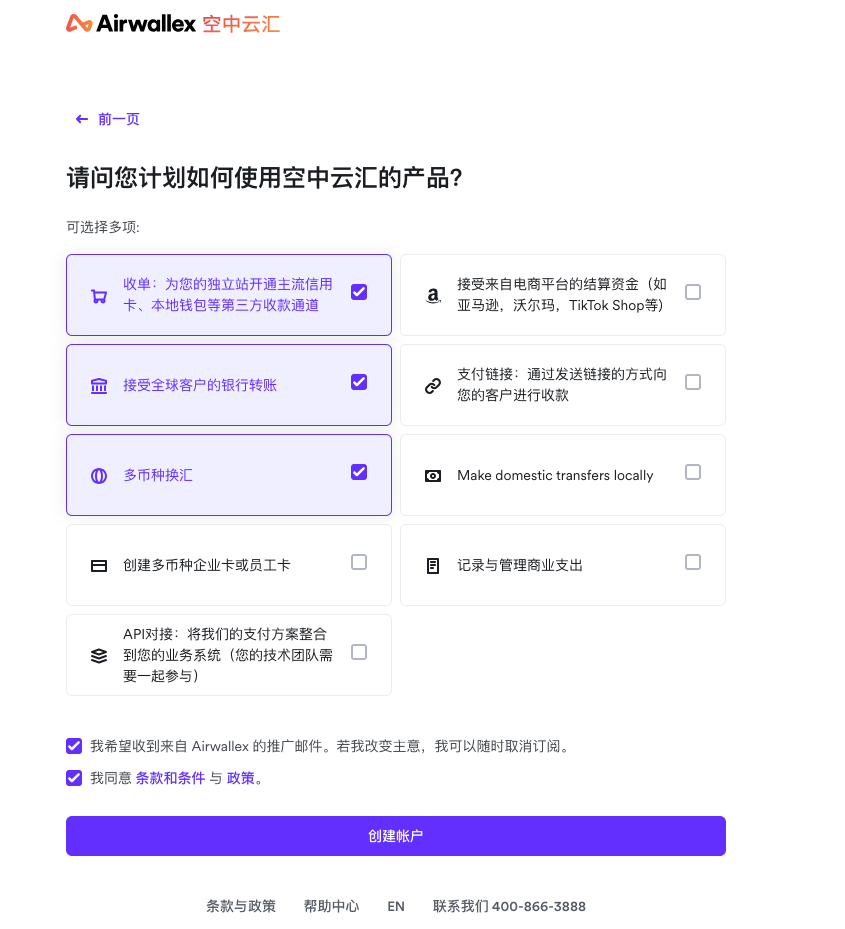 Airwallex 空中云汇
← 前一页
请问您计划如何使用空中云汇的产品?
可选择多项:
收单：为您的独立站开通主流信用
卡、本地钱包等第三方收款通道
接受来自电商平台的结算资金（如
亚马逊，沃尔玛，TikTok Shop等）
接受全球客户的银行转账
支付链接：通过发送链接的方式向
您的客户进行收款
多币种换汇
Make domestic transfers locally
创建多币种企业卡或员工卡
记录与管理商业支出
API对接：将我们的支付方案整合
到您的业务系统（您的技术团队需
要一起参与）
我希望收到来自 Airwallex 的推广邮件。若我改变主意，我可以随时取消订阅。
我同意 条款和条件 与 政策。
创建帐户
条款与政策 帮助中心 EN 联系我们 400-866-3888